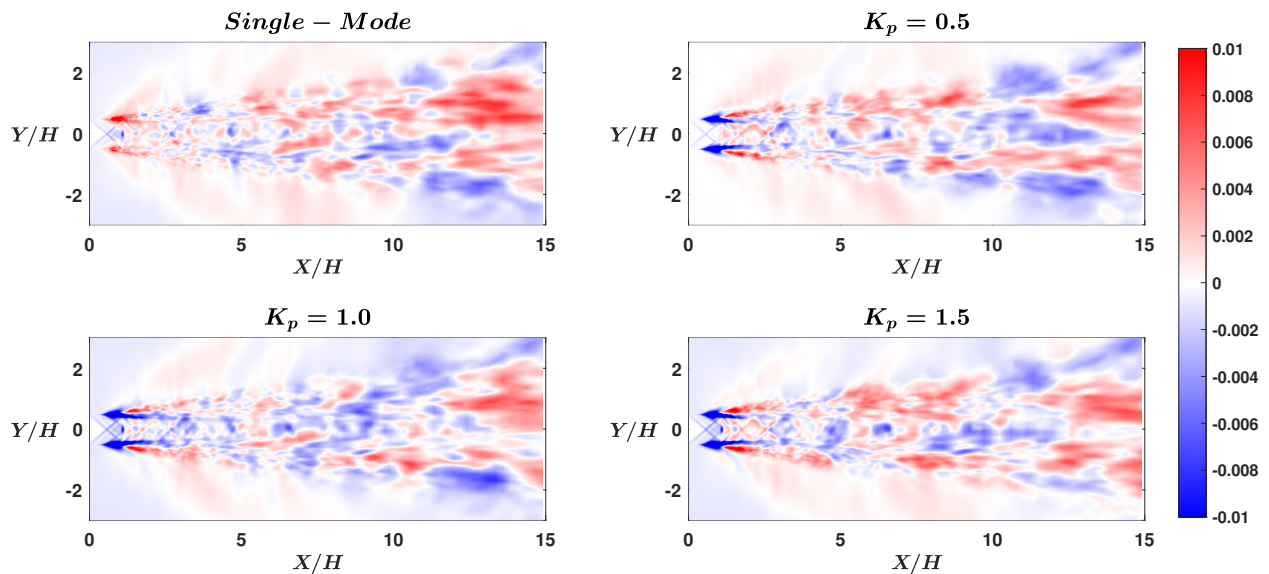 Single − Mode
2
0
-2
Y/H
0 5 10 15
X/H
K_p = 0.5
2
0
-2
Y/H
0 5 10 15
X/H
K_p = 1.0
2
0
-2
Y/H
0 5 10 15
X/H
K_p = 1.5
2
0
-2
Y/H
0 5 10 15
X/H
0.01
0.008
0.006
0.004
0.002
0
-0.002
-0.004
-0.006
-0.008
-0.01